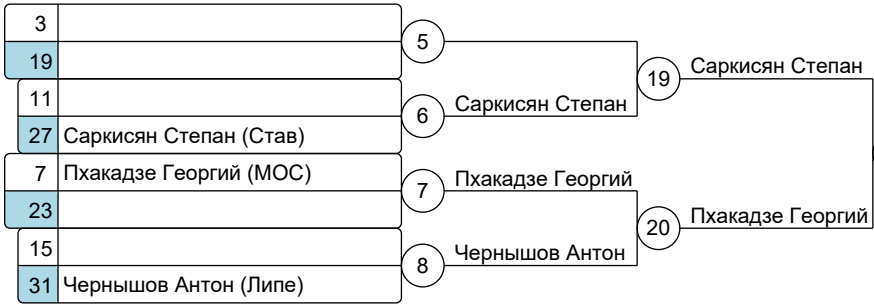 3
19
5
11
27 Саркисян Степан (Став)
6
Саркисян Степан
19
Саркисян Степан
7 Пхакадзе Георгий (МОС)
23
7
Пхакадзе Георгий
15
31 Чернышов Антон (Липе)
8
Чернышов Антон
20
Пхакадзе Георгий